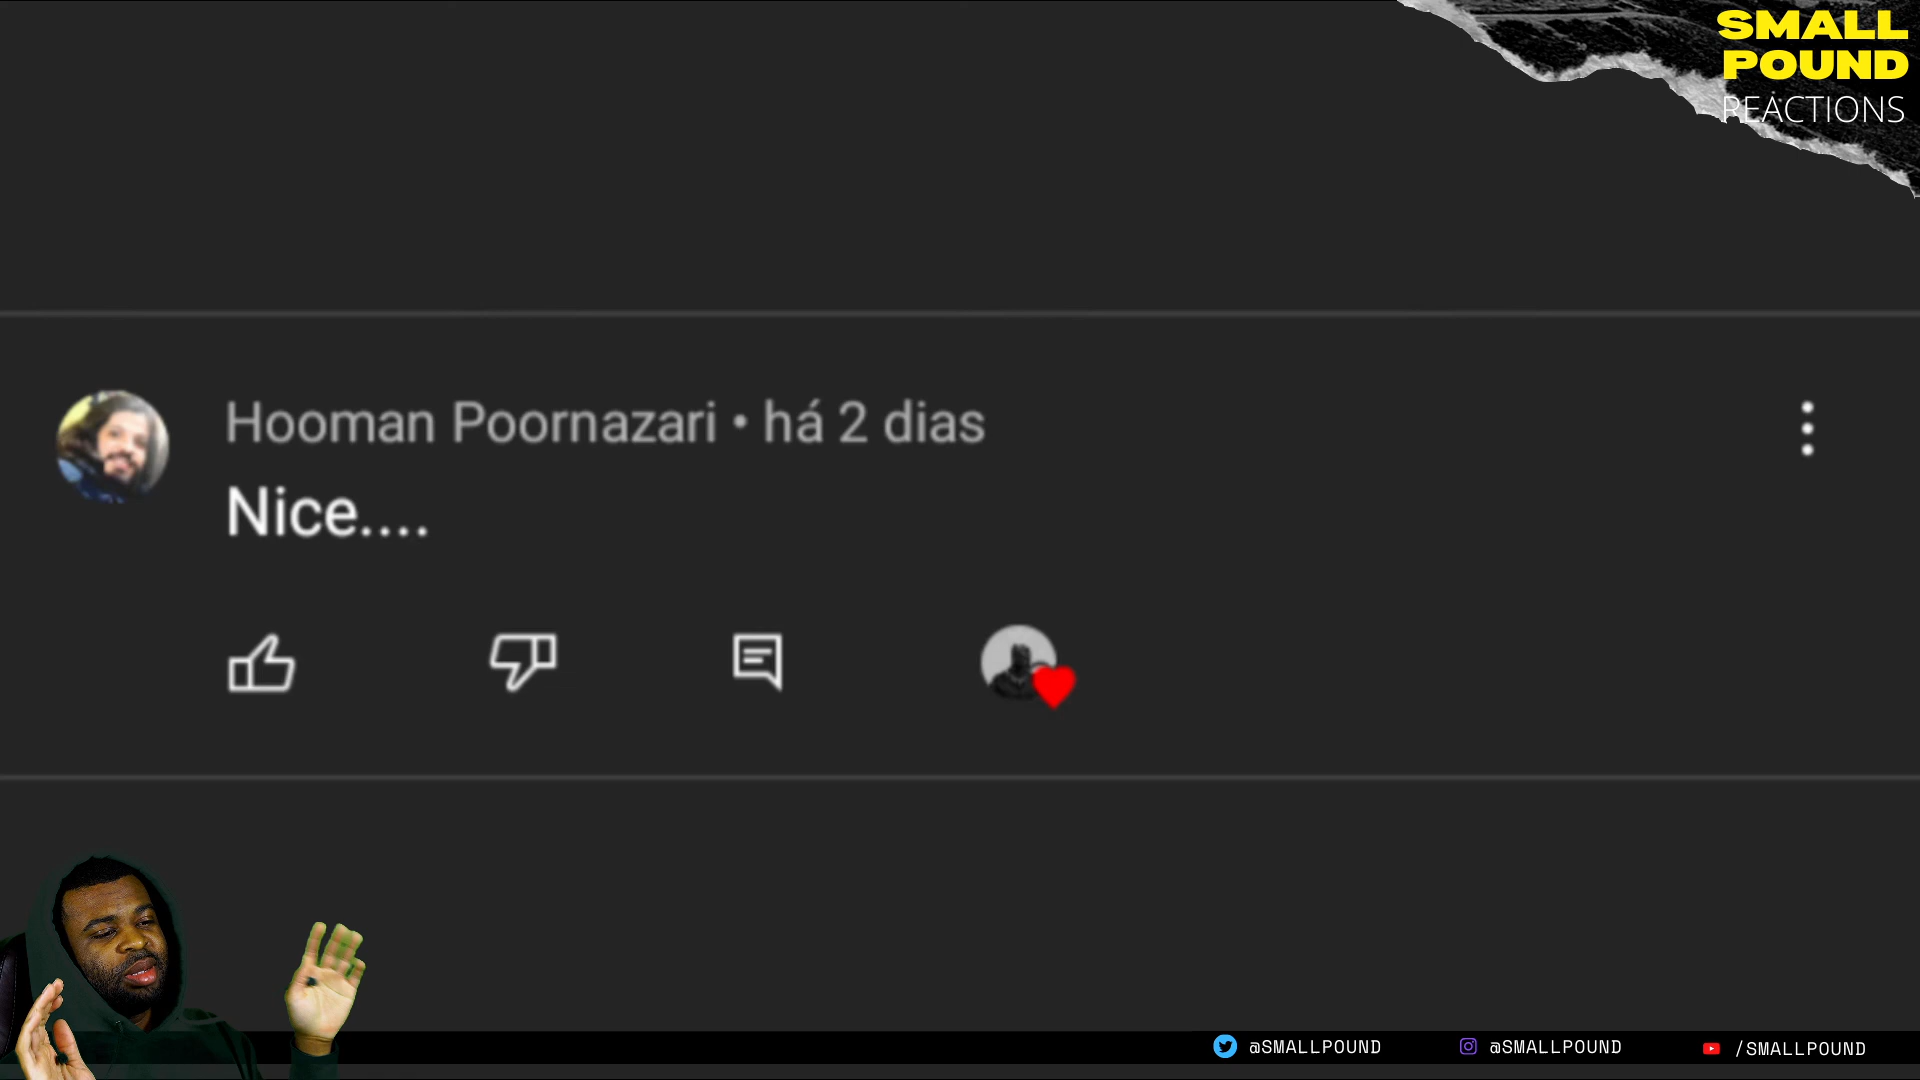 SMALL
POUND
REACTIONS
Hooman Poornazari • há 2 dias
Nice....
@SMALLPOUND @SMALLPOUND /SMALLPOUND